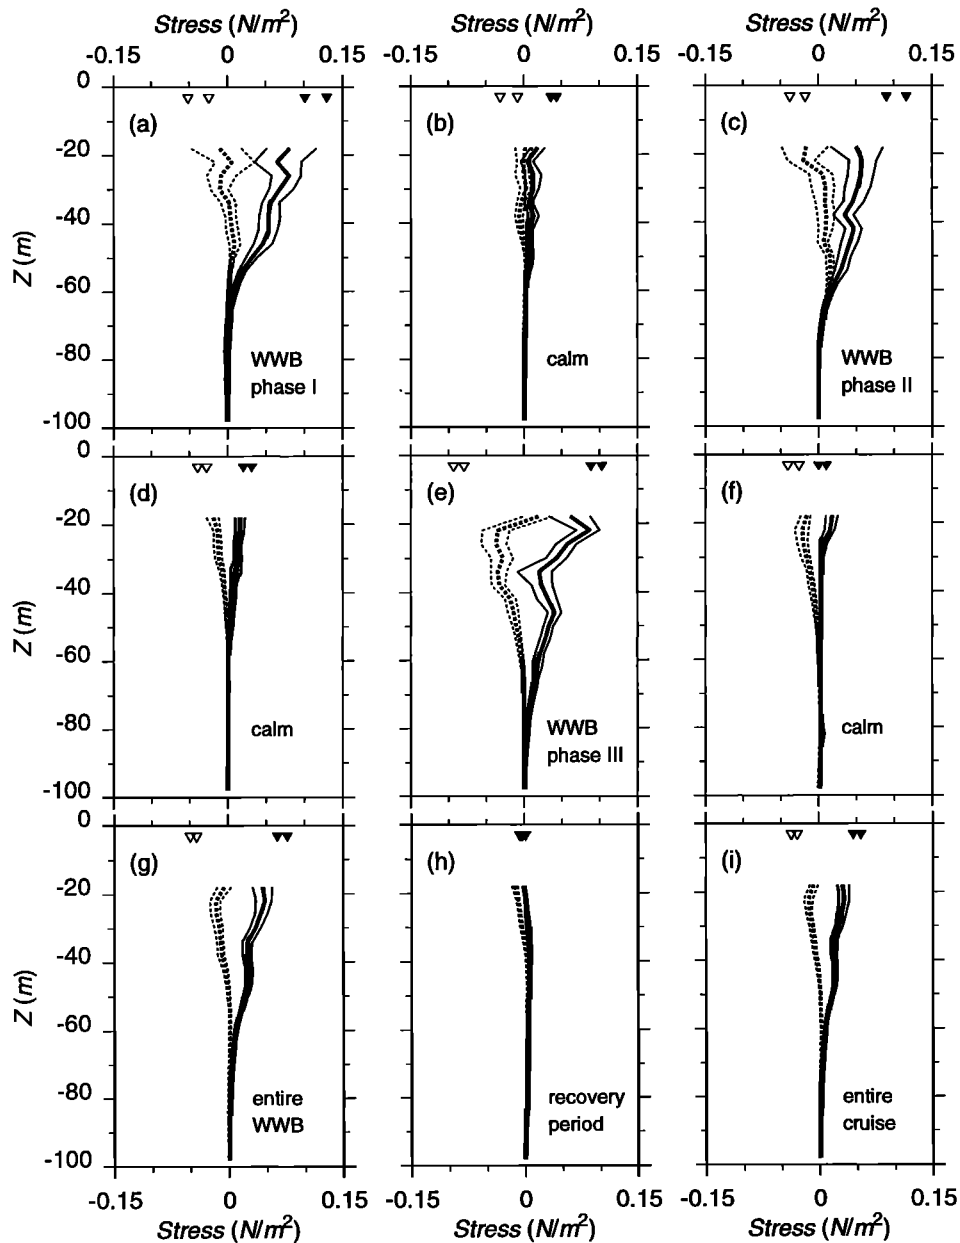 Stress (N/m²) Stress (N/m²) Stress (N/m²)
-0.15 0 0.15 -0.15 0 0.15 -0.15 0 0.15
0
(a) (b) (c)
-20
-40
Z (m)
-60
-80
WWB calm WWB
phase I phase II
-100
0
(d) (e) (f)
-20
-40
Z (m)
-60
-80
calm WWB calm
phase III
-100
0
(g) (h) (i)
-20
-40
Z (m)
-60
-80
entire recovery entire
WWB period cruise
-100
-0.15 0 0.15 -0.15 0 0.15 -0.15 0 0.15
Stress (N/m²) Stress (N/m²) Stress (N/m²)